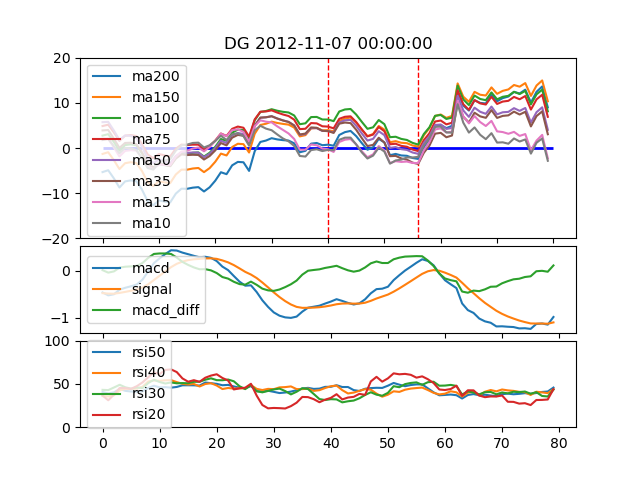 DG 2012-11-07 00:00:00
20
10
0
−10
−20
ma200
ma150
ma100
ma75
ma50
ma35
ma15
ma10
0
−1
macd
signal
macd_diff
100
50
0
rsi50
rsi40
rsi30
rsi20
0 10 20 30 40 50 60 70 80